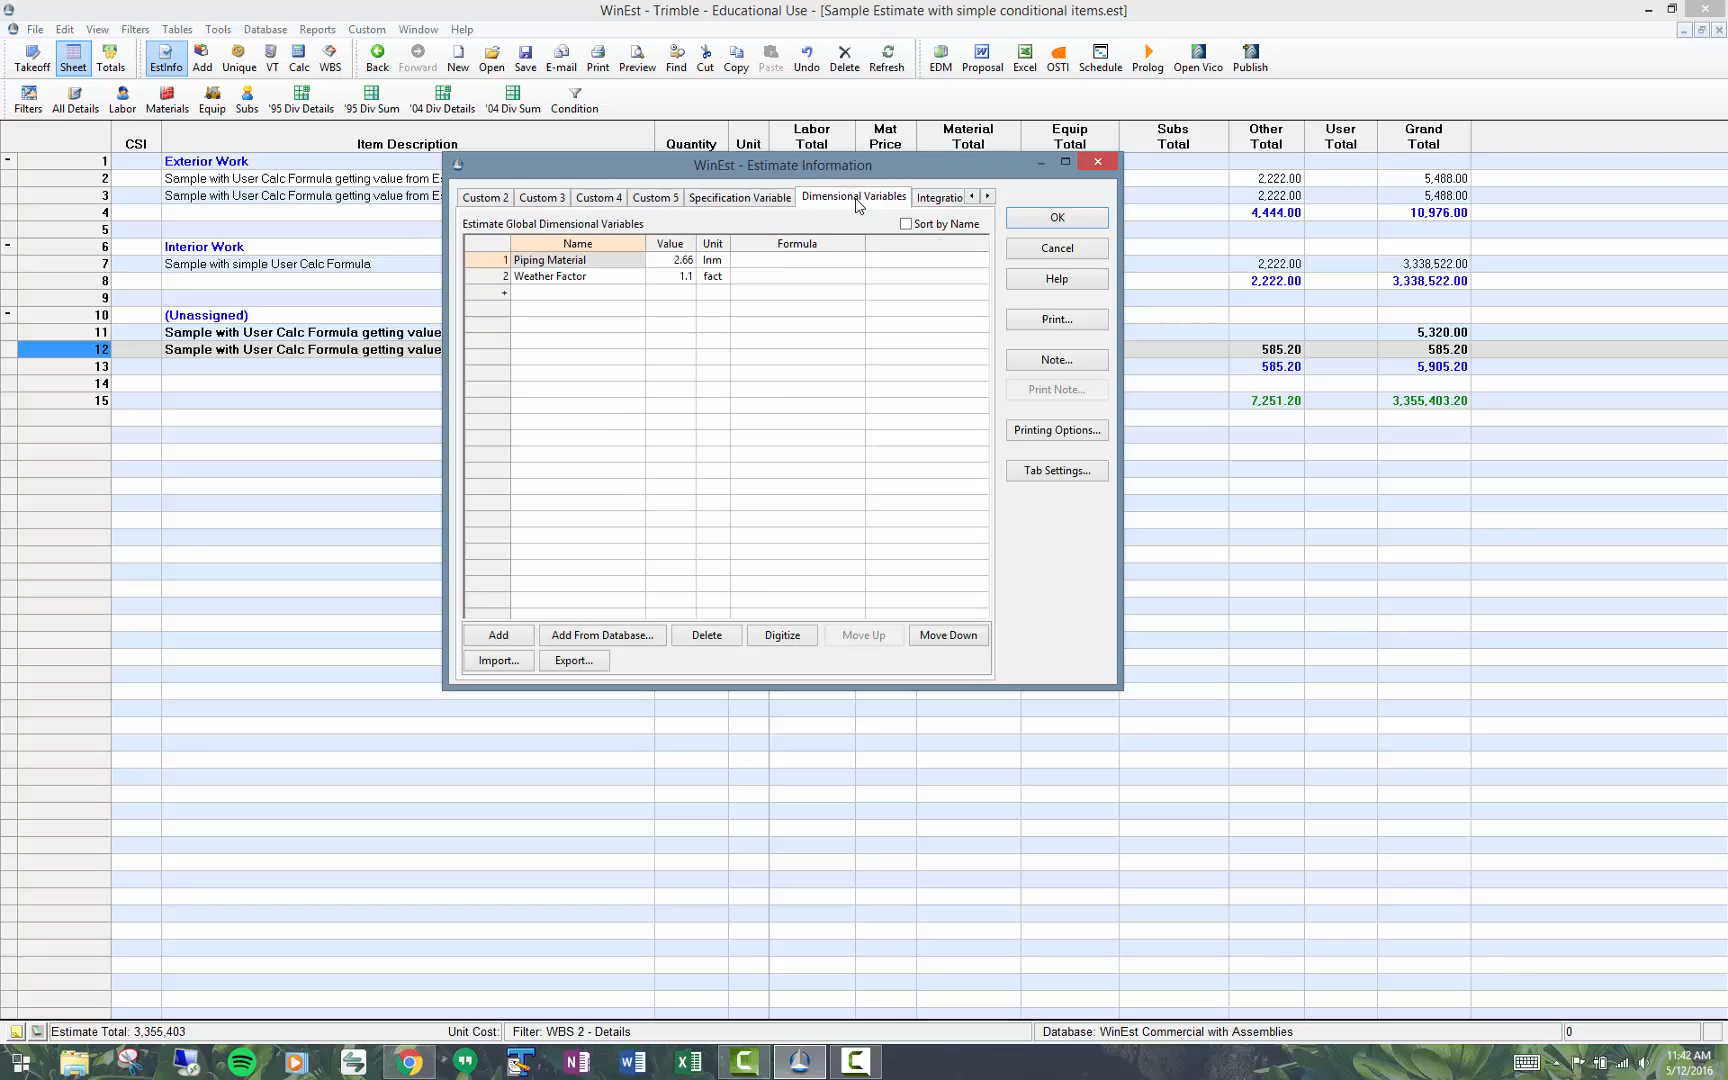 WinEst - Trimble - Educational Use - [Sample Estimate with simple conditional items.est]
File Edit View Filters Tables Tools Database Reports Custom Window Help
Takeoff Sheet Totals EstInfo Add Unique VT Calc WBS Back Forward New Open Save E-mail Print Preview Find Cut Copy Paste Undo Delete Refresh EDM Proposal Excel OSTI Schedule Prolog Open Vico Publish
Filters All Details Labor Materials Equip Subs '95 Div Details '95 Div Sum '04 Div Details '04 Div Sum Condition
CSI Item Description Quantity Unit Labor Total Mat Price Material Total Equip Total Subs Total Other Total User Total Grand Total
- 1 Exterior Work
2 Sample with User Calc Formula getting value from Es 2,222.00 5,488.00
3 Sample with User Calc Formula getting value from Es 2,222.00 5,488.00
4 4,444.00 10,976.00
5
- 6 Interior Work
7 Sample with simple User Calc Formula 2,222.00 3,338,522.00
8 2,222.00 3,338,522.00
9
- 10 (Unassigned)
11 Sample with User Calc Formula getting value 5,320.00
12 Sample with User Calc Formula getting value 585.20 585.20
13 585.20 5,905.20
14
15 7,251.20 3,355,403.20
WinEst - Estimate Information
Custom 2 Custom 3 Custom 4 Custom 5 Specification Variable Dimensional Variables Integratio
Estimate Global Dimensional Variables Sort by Name
Name Value Unit Formula
1 Piping Material 2.66 lnm
2 Weather Factor 1.1 fact
+
Add Add From Database... Delete Digitize Move Up Move Down
Import... Export...
OK
Cancel
Help
Print...
Note...
Print Note...
Printing Options...
Tab Settings...
Estimate Total: 3,355,403 Unit Cost: Filter: WBS 2 - Details Database: WinEst Commercial with Assemblies 0
11:42 AM
5/12/2016